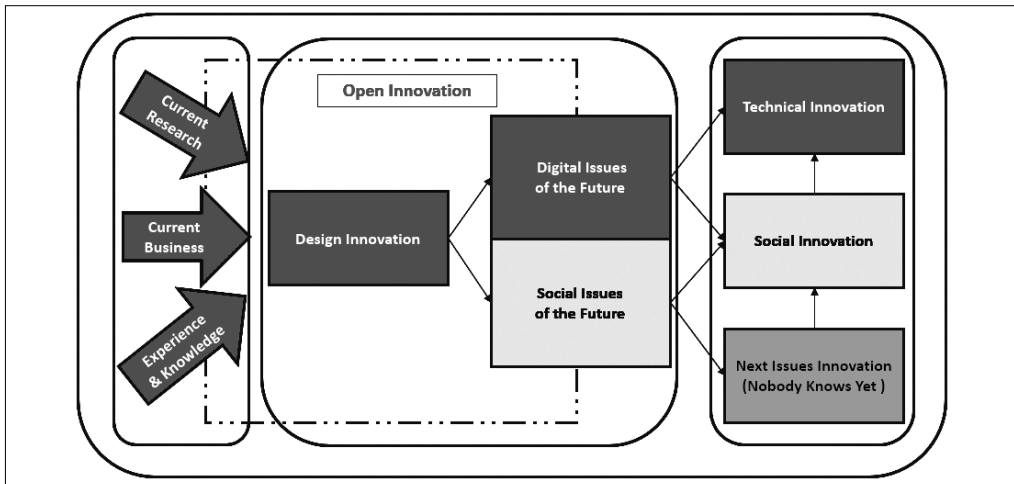 Open Innovation
Current
Research
Current
Business
Experience
& Knowledge
Design Innovation
Digital Issues
of the Future
Social Issues
of the Future
Technical Innovation
Social Innovation
Next Issues Innovation
(Nobody Knows Yet )